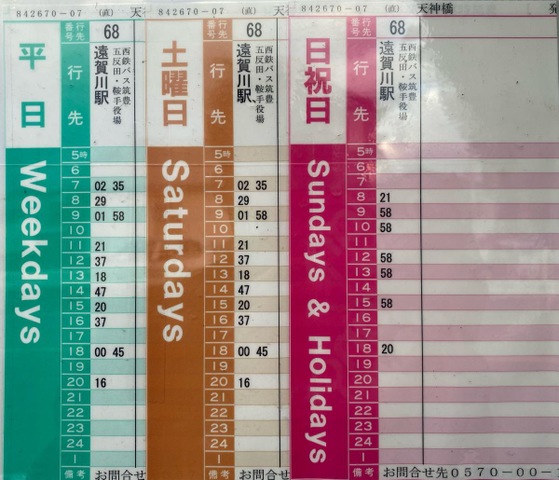 842670-07 (直) 天
平日
Weekdays
番号 行先
行先
68
遠賀川駅
西鉄バス筑豊
五反田・鞍手役場
5時
6
7 02 35
8 29
9 01 58
10
11 21
12 37
13 18
14 47
15 20
16 37
17
18 00 45
19
20 16
21
22
23
24
1
備考 お問合せ
842670-07 (直) 天
土曜日
Saturdays
番号 行先
行先
68
遠賀川駅
西鉄バス筑豊
五反田・鞍手役場
5時
6
7 02 35
8 29
9 01 58
10
11 21
12 37
13 18
14 47
15 20
16 37
17
18 00 45
19
20 16
21
22
23
24
1
備考 お問合せ
842670-07 (直) 天神橋
日祝日
Sundays & Holidays
番号 行先
行先
68
遠賀川駅
西鉄バス筑豊
五反田・鞍手役場
5時
6
7
8 21
9 58
10 58
11
12 58
13 58
14
15 58
16
17
18 20
19
20
21
22
23
24
1
備考 お問合せ先0570-00-